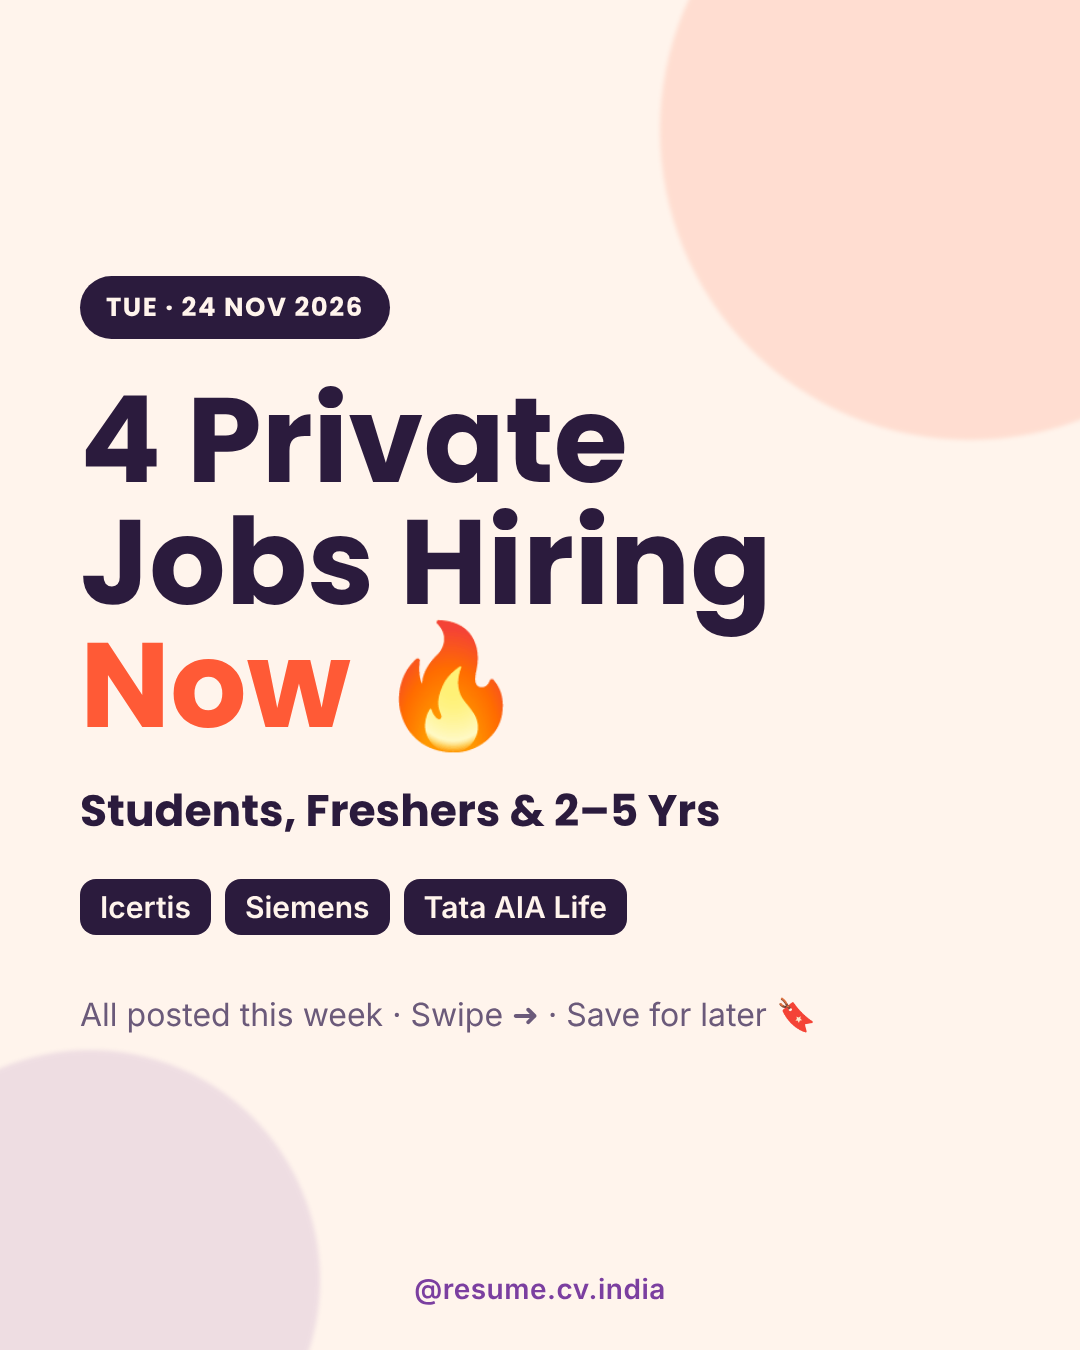 TUE · 24 NOV 2026
4 Private
Jobs Hiring
Now 🔥
Students, Freshers & 2–5 Yrs
Icertis Siemens Tata AIA Life
All posted this week · Swipe ➜ · Save for later 🔖
@resume.cv.india